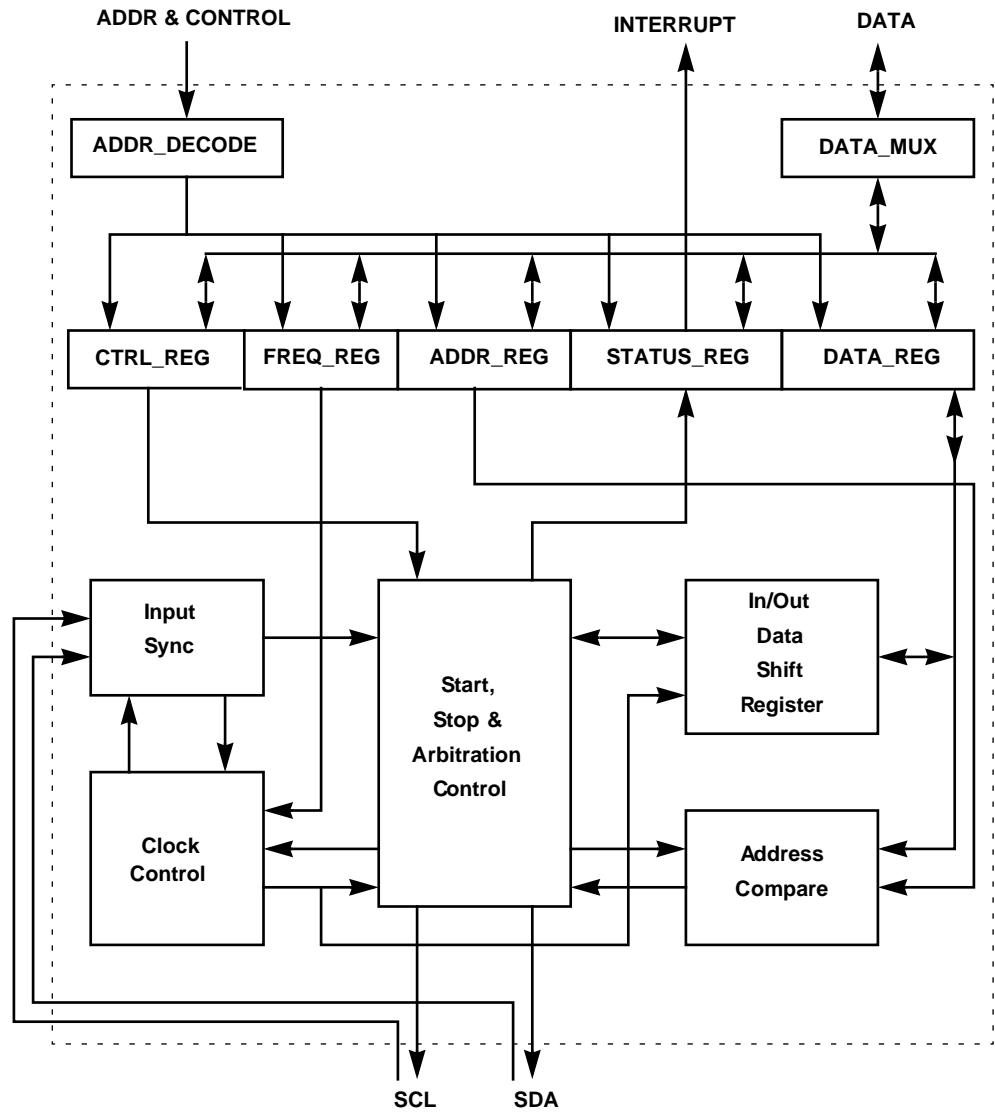 ADDR & CONTROL
INTERRUPT
DATA
ADDR_DECODE
DATA_MUX
CTRL_REG
FREQ_REG
ADDR_REG
STATUS_REG
DATA_REG
Input
Sync
Start,
Stop &
Arbitration
Control
In/Out
Data
Shift
Register
Clock
Control
Address
Compare
SCL
SDA